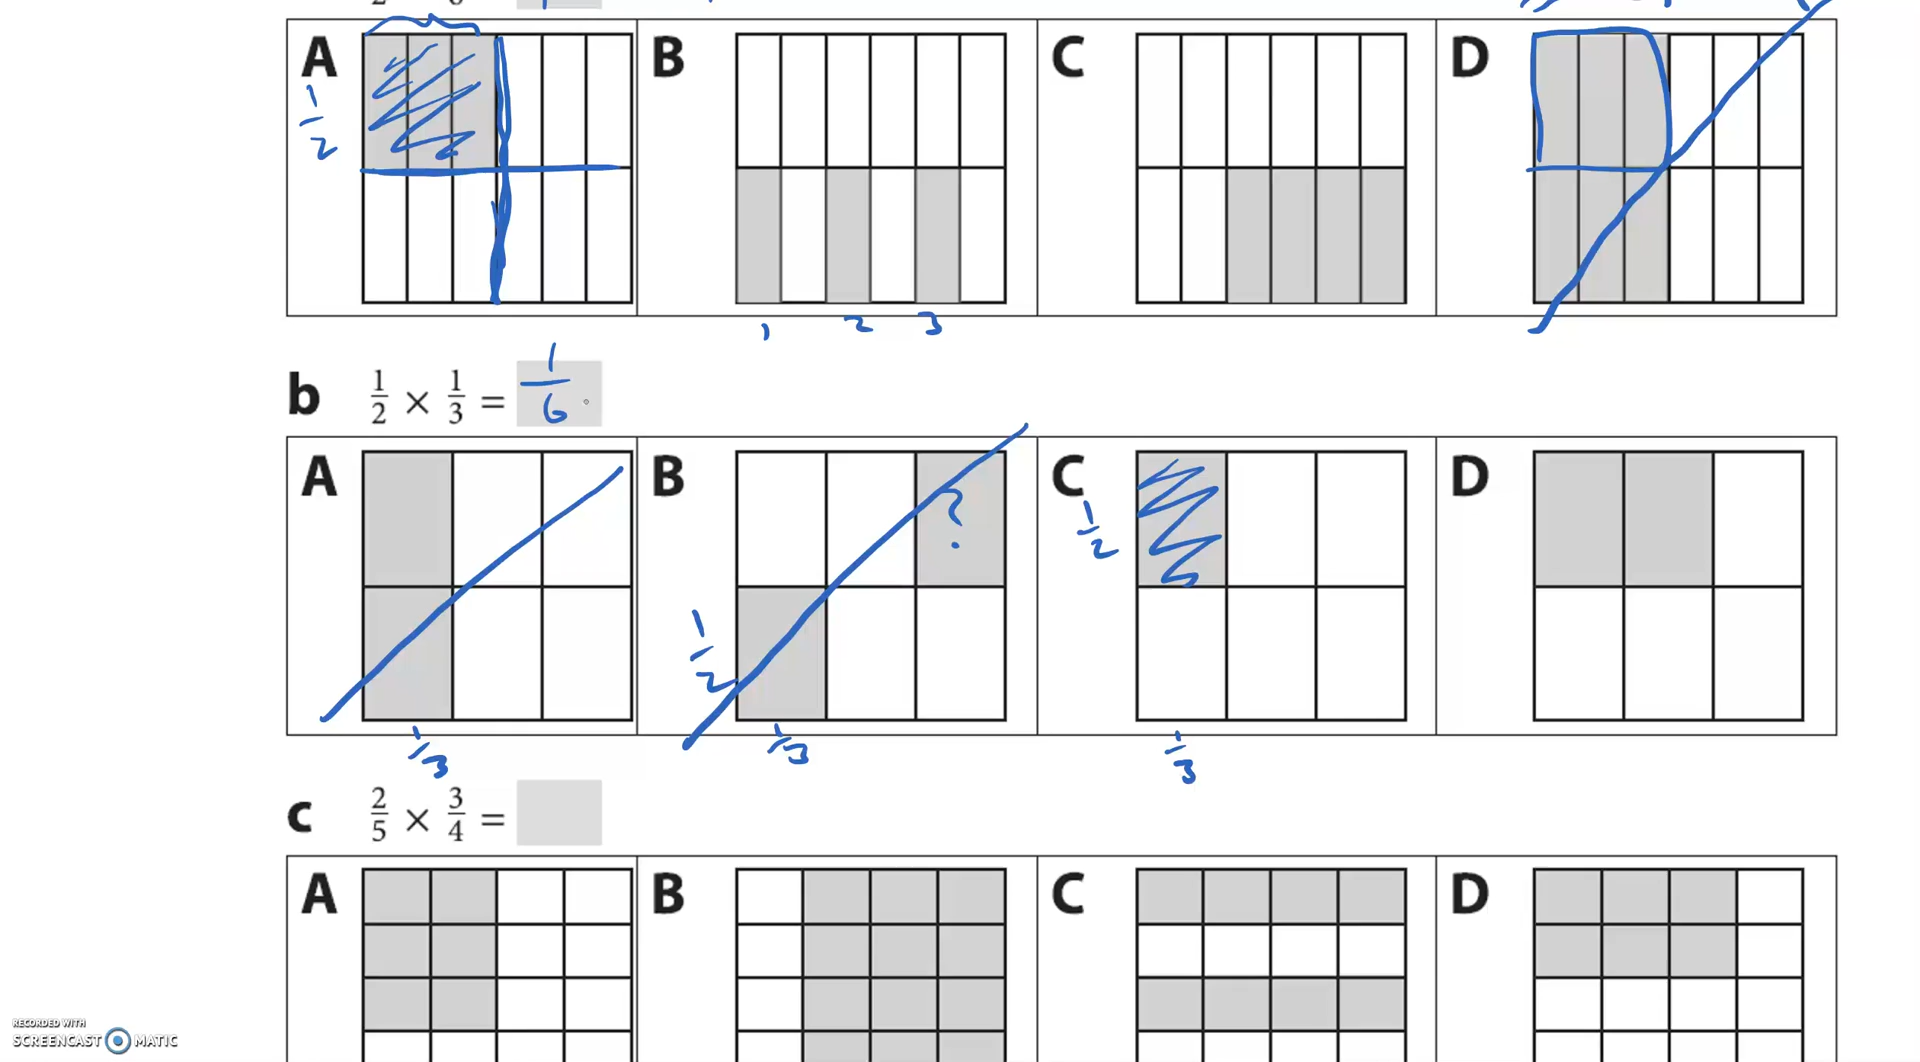 A B C D
1/2
1 2 3
b 1/2 × 1/3 = 1/6
A B C D
1/2
?
1/2
1/3 1/3 1/3
c 2/5 × 3/4 =
A B C D
RECORDED WITH
SCREENCAST MATIC